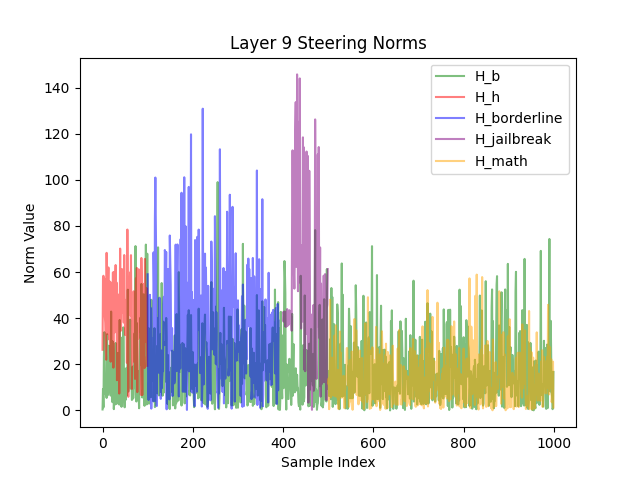 Layer 9 Steering Norms
Norm Value
140
120
100
80
60
40
20
0
H_b
H_h
H_borderline
H_jailbreak
H_math
0 200 400 600 800 1000
Sample Index